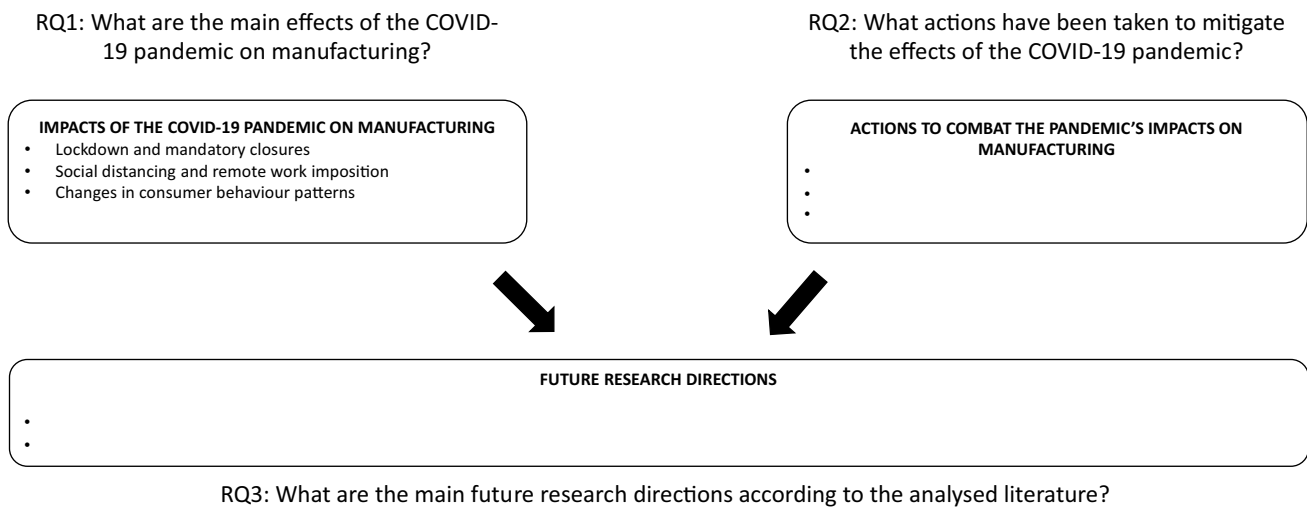 RQ1: What are the main effects of the COVID-
19 pandemic on manufacturing?
RQ2: What actions have been taken to mitigate
the effects of the COVID-19 pandemic?
IMPACTS OF THE COVID-19 PANDEMIC ON MANUFACTURING
• Lockdown and mandatory closures
• Social distancing and remote work imposition
• Changes in consumer behaviour patterns
ACTIONS TO COMBAT THE PANDEMIC'S IMPACTS ON
MANUFACTURING
•
•
•
FUTURE RESEARCH DIRECTIONS
•
•
RQ3: What are the main future research directions according to the analysed literature?